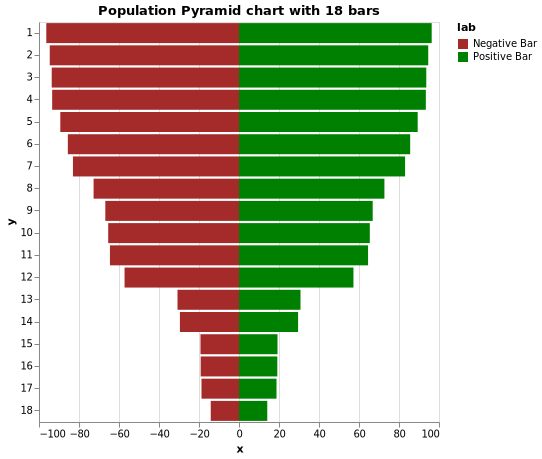 Population Pyramid chart with 18 bars
lab
Negative Bar
Positive Bar
y
1
2
3
4
5
6
7
8
9
10
11
12
13
14
15
16
17
18
−100 −80 −60 −40 −20 0 20 40 60 80 100
x